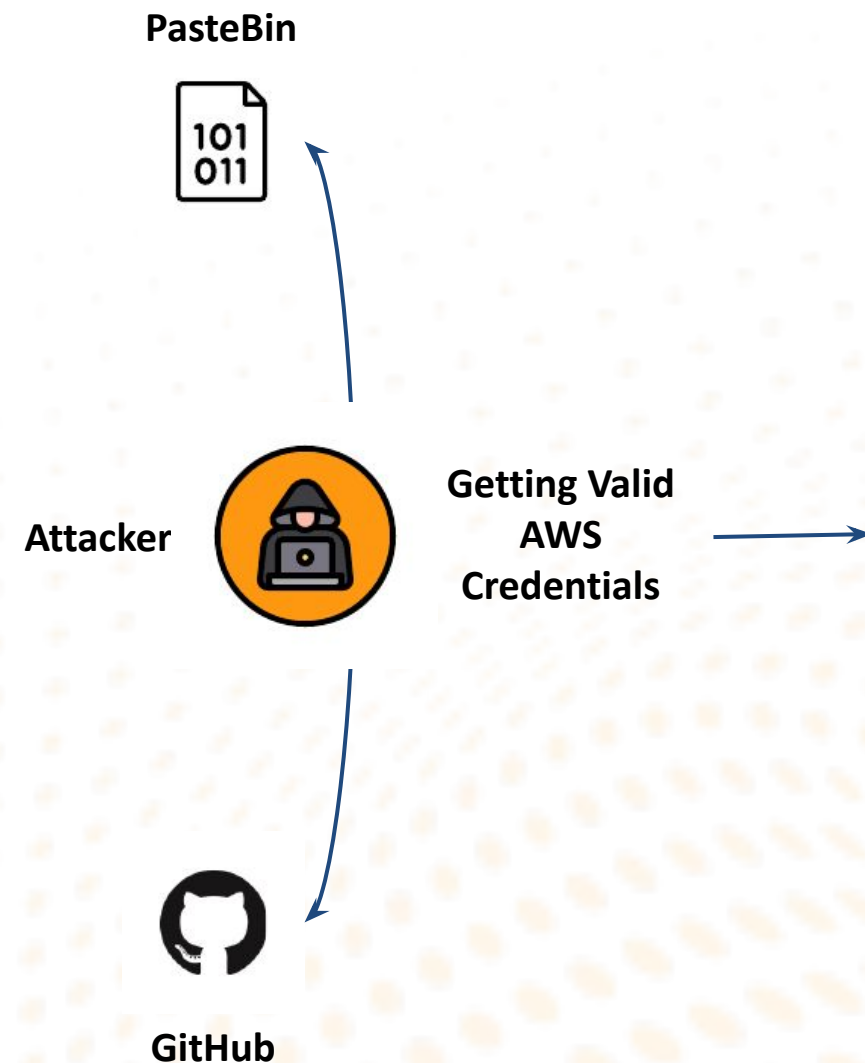 PasteBin
101
011
Attacker
Getting Valid
AWS
Credentials
GitHub